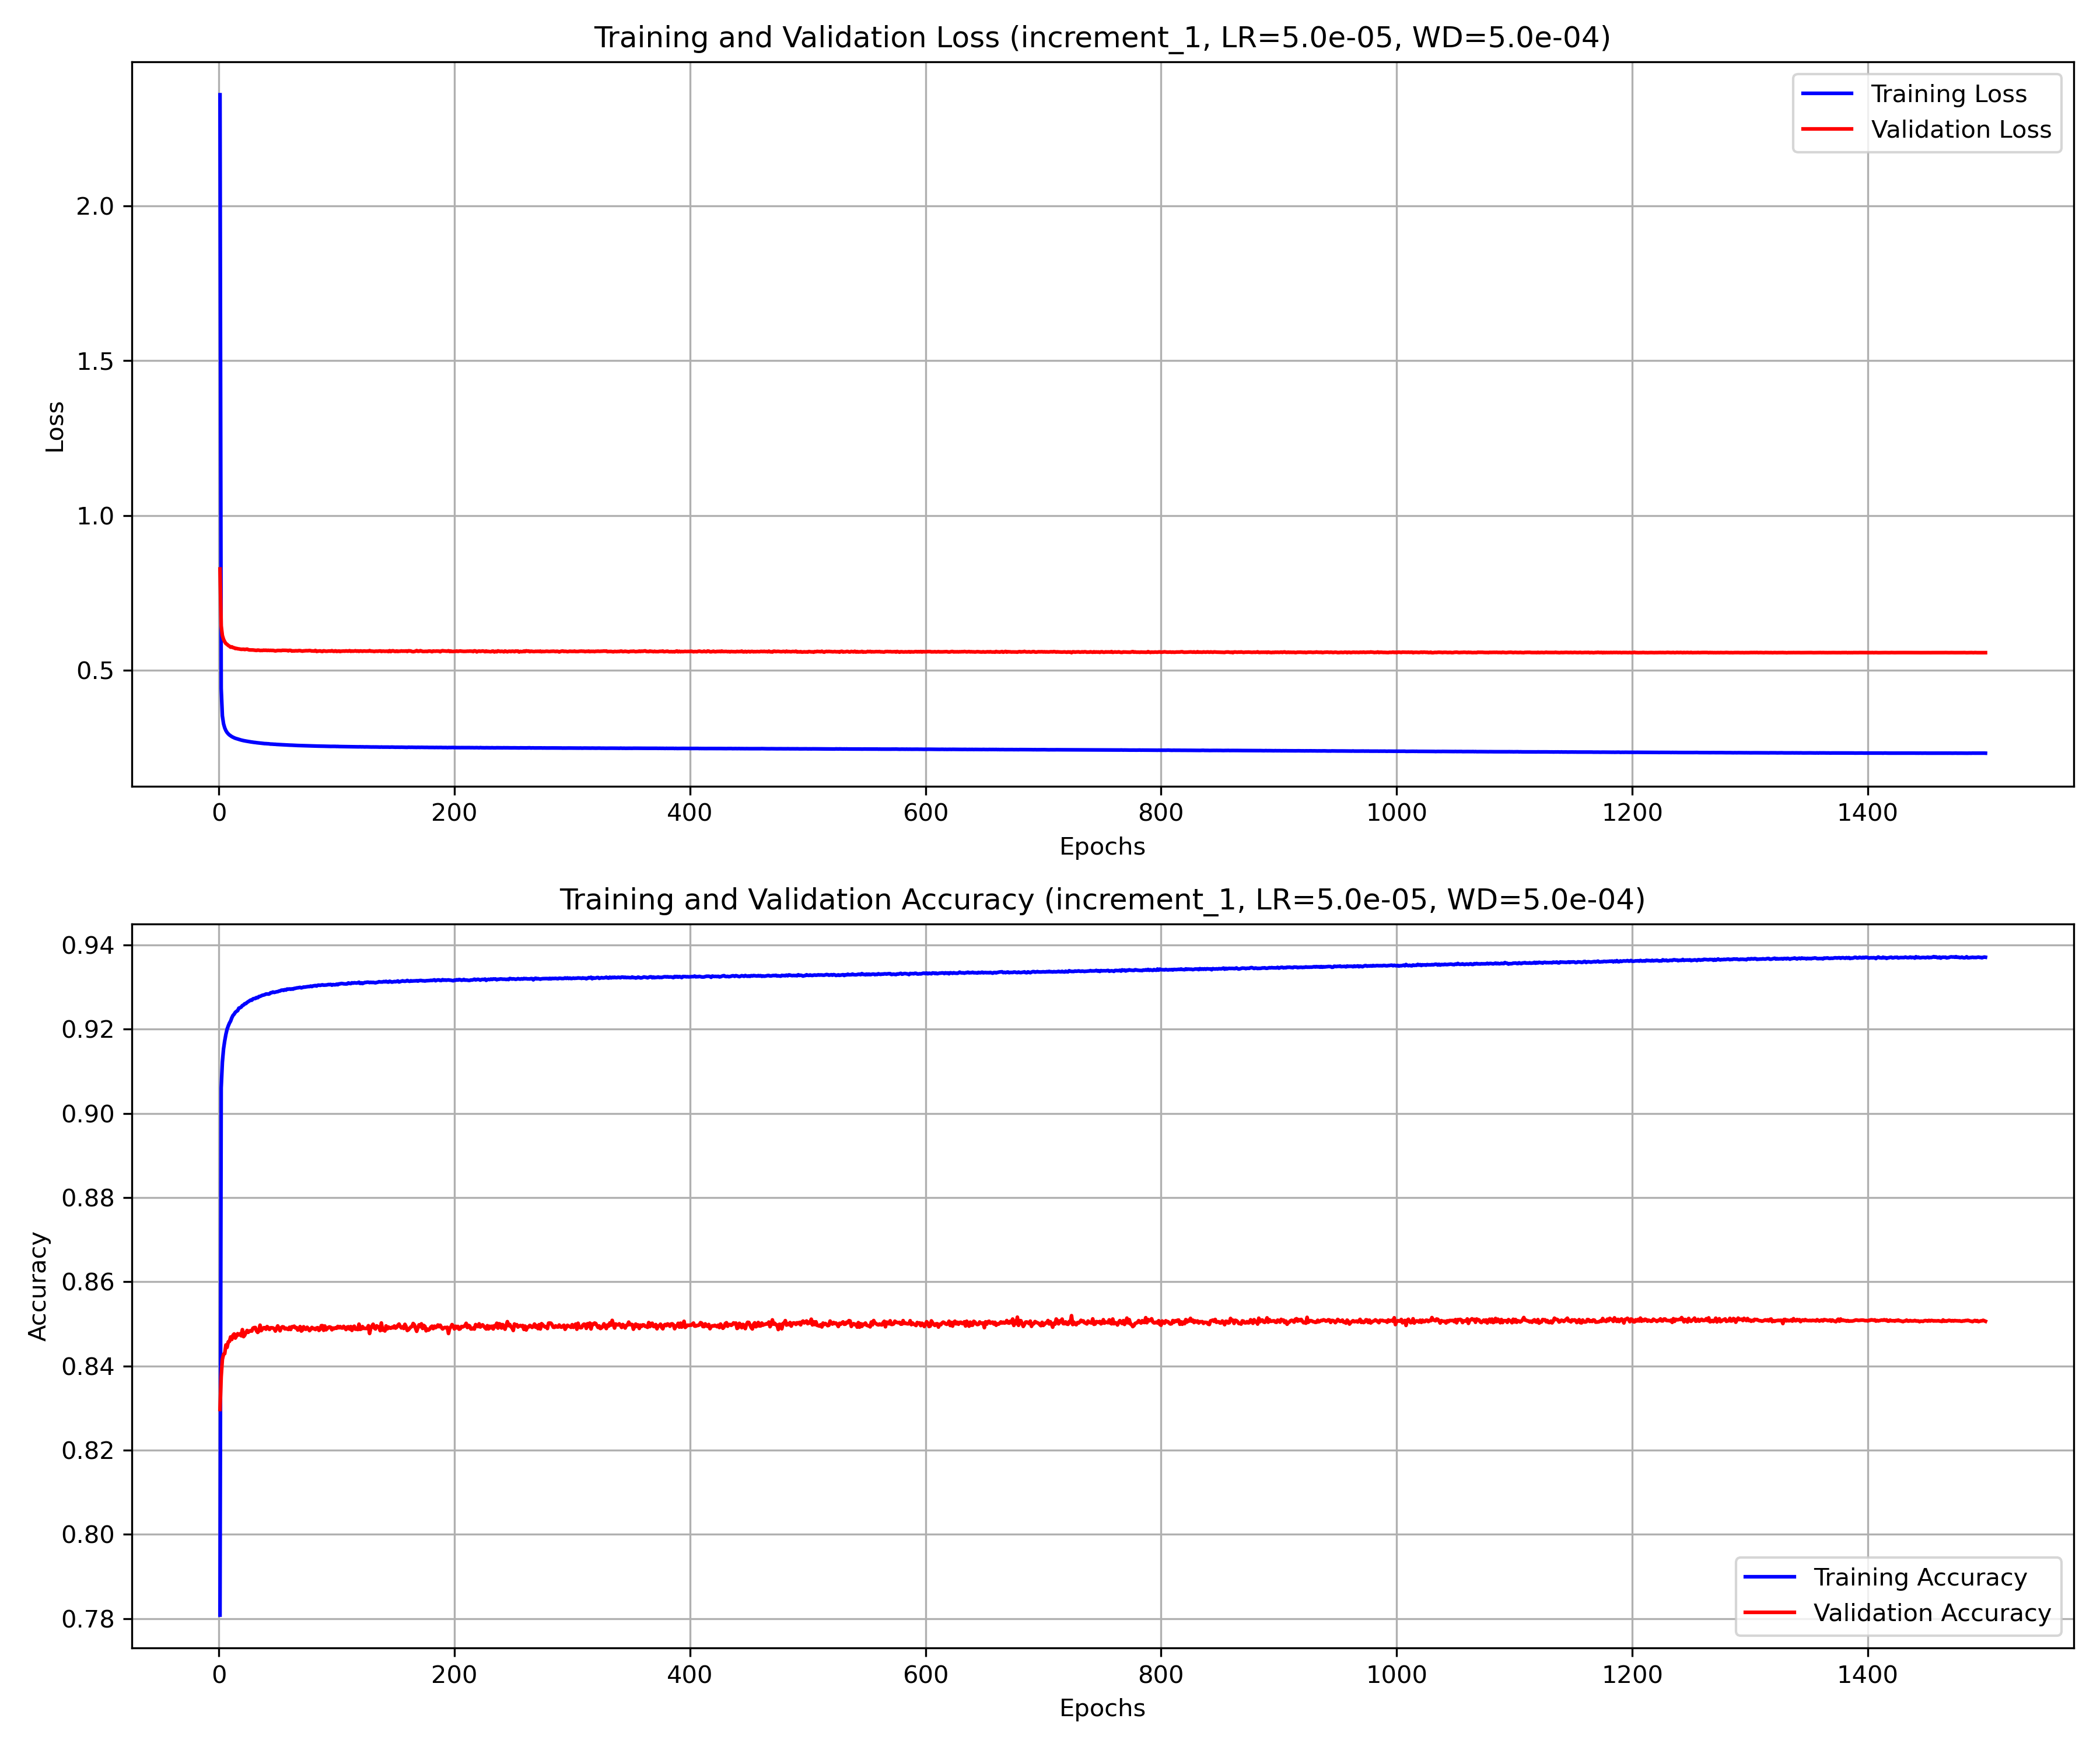 Training and Validation Loss (increment_1, LR=5.0e-05, WD=5.0e-04)
Training Loss
Validation Loss
2.0
1.5
1.0
0.5
Loss
0 200 400 600 800 1000 1200 1400
Epochs
Training and Validation Accuracy (increment_1, LR=5.0e-05, WD=5.0e-04)
0.94
0.92
0.90
0.88
0.86
0.84
0.82
0.80
0.78
Accuracy
Training Accuracy
Validation Accuracy
0 200 400 600 800 1000 1200 1400
Epochs